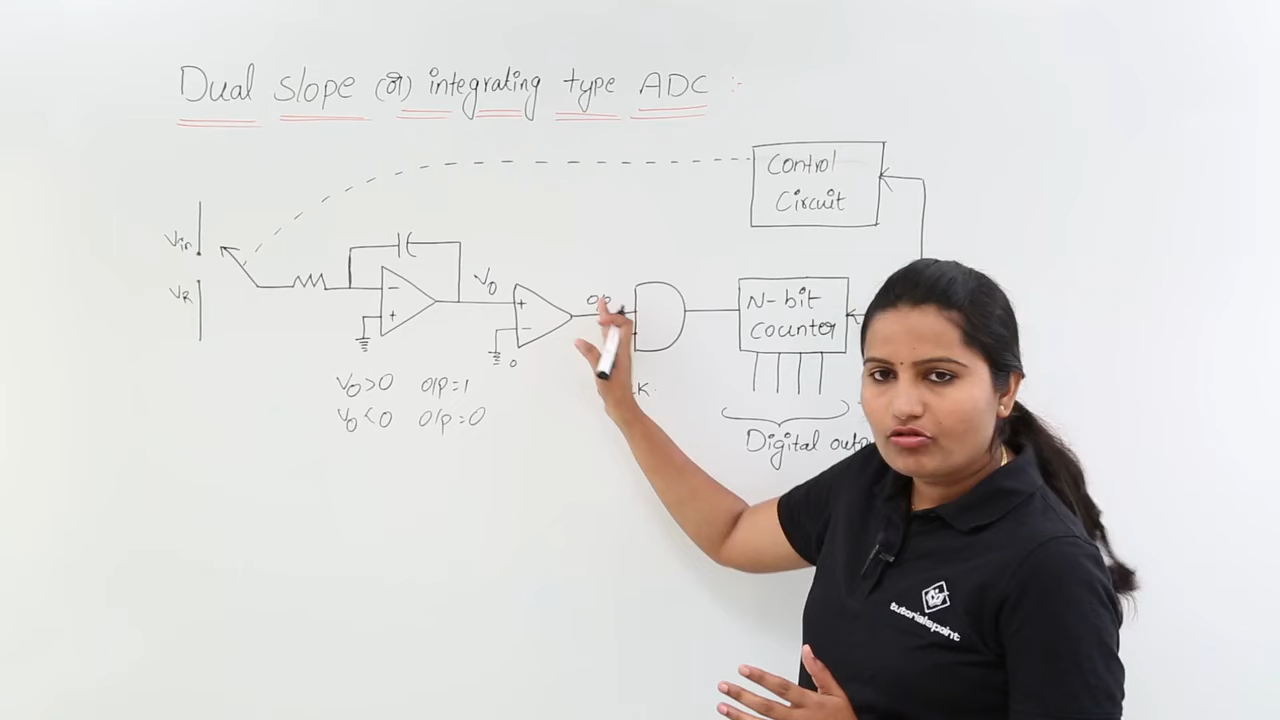 Dual slope (or) integrating type ADC :-
Control
Circuit
Vin
VR
V0
N-bit
Counter
+
-
-
+
0
V0>0 o/p=1
V0<0 o/p=0
Digital outp
tutorialspoint